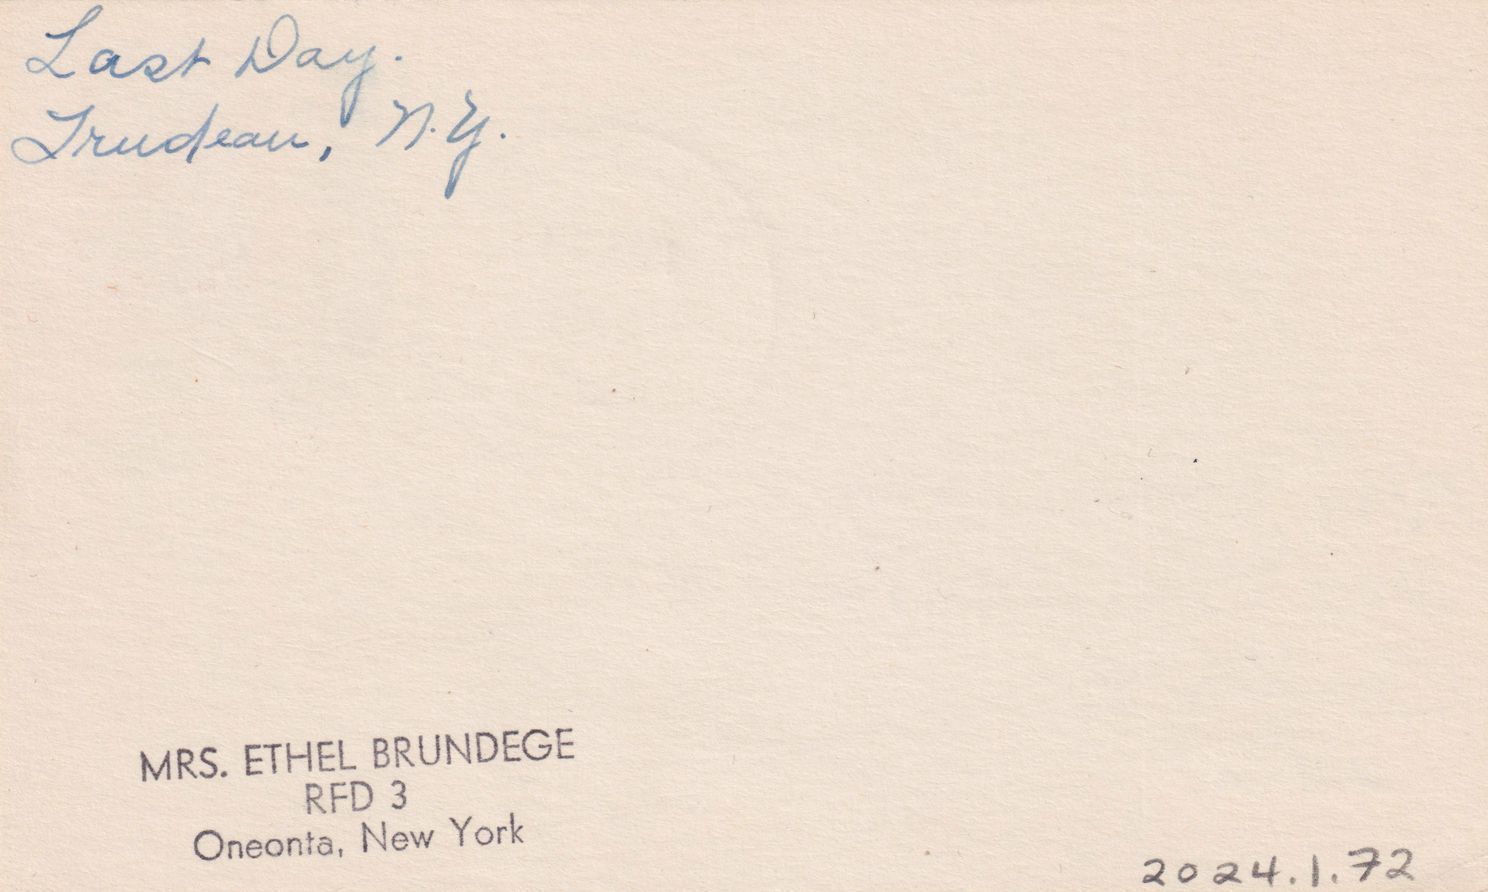 Last Day.
Trudeau, N.Y.
MRS. ETHEL BRUNDEGE
RFD 3
Oneonta, New York
2024.1.72